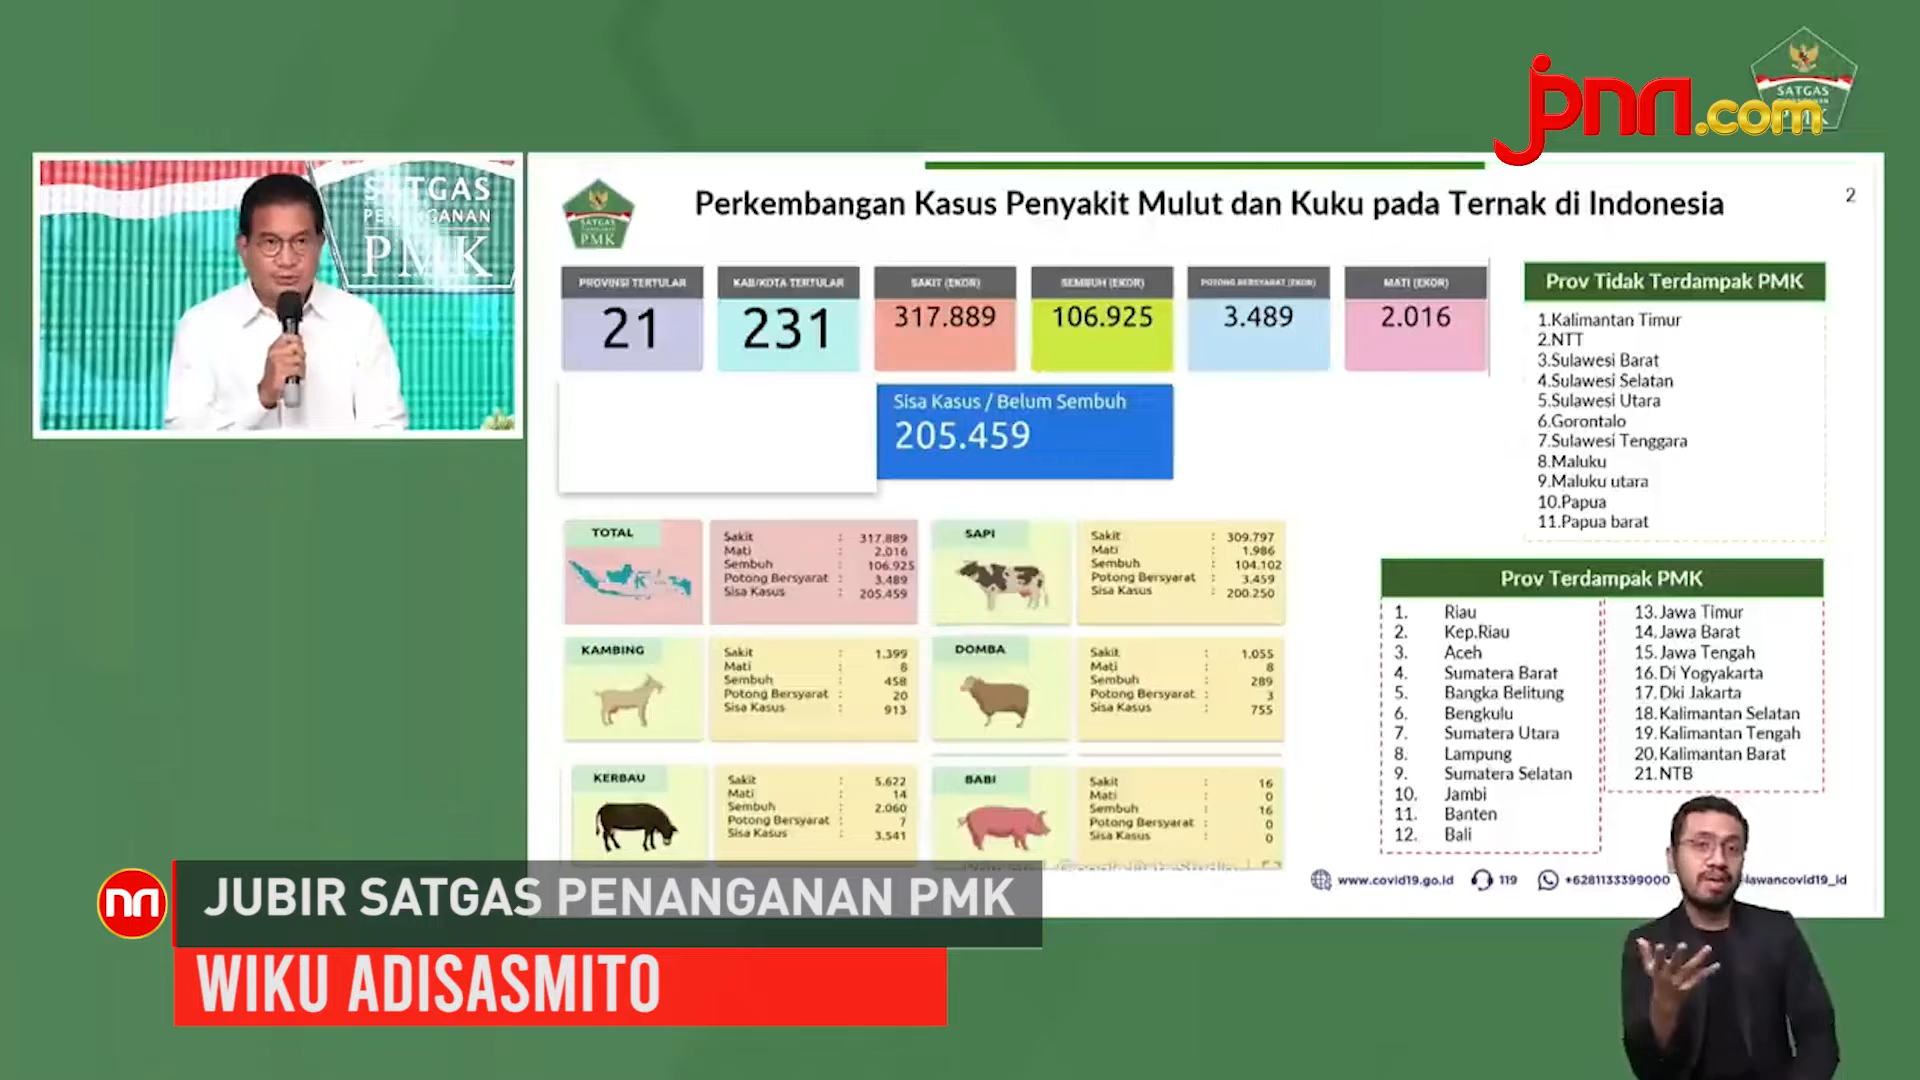 jpnn.com
SATGAS
SATGAS
PENANGANAN
PMK
SATGAS
PMK
Perkembangan Kasus Penyakit Mulut dan Kuku pada Ternak di Indonesia
2
PROVINSI TERTULAR
21
KAB/KOTA TERTULAR
231
SAKIT (EKOR)
317.889
SEMBUH (EKOR)
106.925
POTONG BERSYARAT (EKOR)
3.489
MATI (EKOR)
2.016
Sisa Kasus / Belum Sembuh
205.459
TOTAL
Sakit : 317.889
Mati : 2.016
Sembuh : 106.925
Potong Bersyarat : 3.489
Sisa Kasus : 205.459
SAPI
Sakit : 309.797
Mati : 1.986
Sembuh : 104.102
Potong Bersyarat : 3.459
Sisa Kasus : 200.250
KAMBING
Sakit : 1.399
Mati : 8
Sembuh : 458
Potong Bersyarat : 20
Sisa Kasus : 913
DOMBA
Sakit : 1.055
Mati : 8
Sembuh : 289
Potong Bersyarat : 3
Sisa Kasus : 755
KERBAU
Sakit : 5.622
Mati : 14
Sembuh : 2.060
Potong Bersyarat : 7
Sisa Kasus : 3.541
BABI
Sakit : 16
Mati : 0
Sembuh : 16
Potong Bersyarat : 0
Sisa Kasus : 0
Prov Tidak Terdampak PMK
1.Kalimantan Timur
2.NTT
3.Sulawesi Barat
4.Sulawesi Selatan
5.Sulawesi Utara
6.Gorontalo
7.Sulawesi Tenggara
8.Maluku
9.Maluku utara
10.Papua
11.Papua barat
Prov Terdampak PMK
1. Riau
2. Kep.Riau
3. Aceh
4. Sumatera Barat
5. Bangka Belitung
6. Bengkulu
7. Sumatera Utara
8. Lampung
9. Sumatera Selatan
10. Jambi
11. Banten
12. Bali
13.Jawa Timur
14.Jawa Barat
15.Jawa Tengah
16.Di Yogyakarta
17.Dki Jakarta
18.Kalimantan Selatan
19.Kalimantan Tengah
20.Kalimantan Barat
21.NTB
www.covid19.go.id 119 +6281133399000 lawancovid19_id
JUBIR SATGAS PENANGANAN PMK
WIKU ADISASMITO